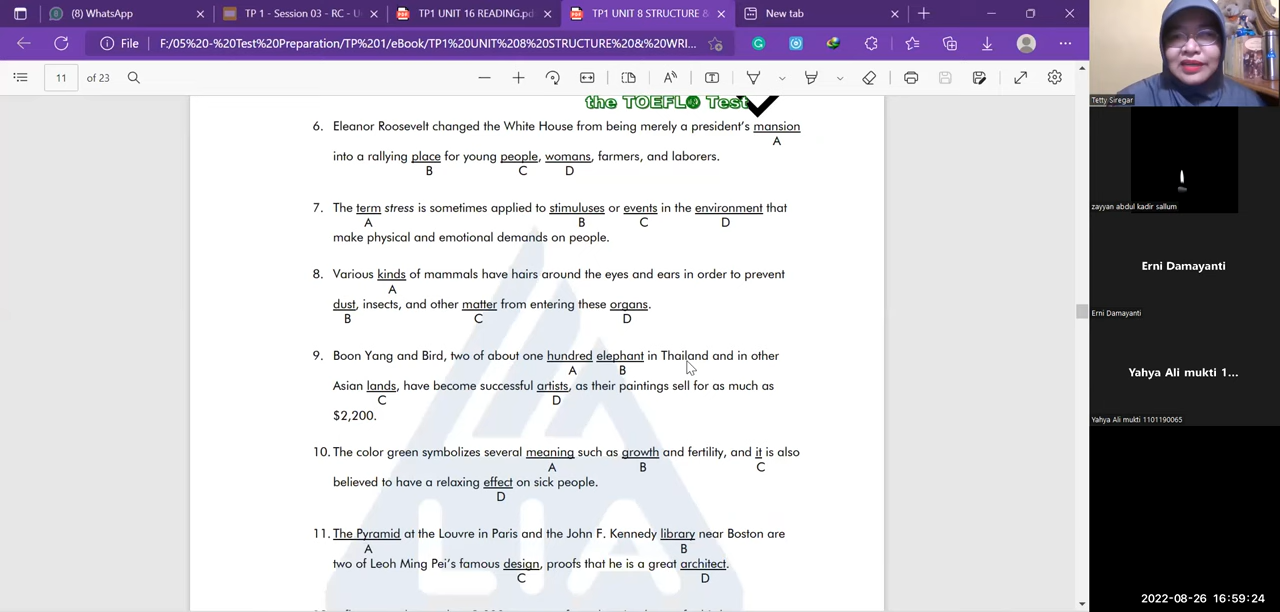 (8) WhatsApp
TP 1 - Session 03 - RC - U
TP1 UNIT 16 READING.pd
TP1 UNIT 8 STRUCTURE &
New tab
File
F:/05%20-%20Test%20Preparation/TP%201/eBook/TP1%20UNIT%208%20STRUCTURE%20&%20WRI...
11 of 23
the TOEFL® Test
6. Eleanor Roosevelt changed the White House from being merely a president's mansion
A
into a rallying place for young people, womans, farmers, and laborers.
B C D
7. The term stress is sometimes applied to stimuluses or events in the environment that
A B C D
make physical and emotional demands on people.
8. Various kinds of mammals have hairs around the eyes and ears in order to prevent
A
dust, insects, and other matter from entering these organs.
B C D
9. Boon Yang and Bird, two of about one hundred elephant in Thailand and in other
A B
Asian lands, have become successful artists, as their paintings sell for as much as
C D
$2,200.
10. The color green symbolizes several meaning such as growth and fertility, and it is also
A B C
believed to have a relaxing effect on sick people.
D
11. The Pyramid at the Louvre in Paris and the John F. Kennedy library near Boston are
A B
two of Leoh Ming Pei's famous design, proofs that he is a great architect.
C D
LIA
Tetty Siregar
zayyan abdul kadir sallum
Erni Damayanti
Erni Damayanti
Yahya Ali mukti 1...
Yahya Ali mukti 1101190065
2022-08-26 16:59:24